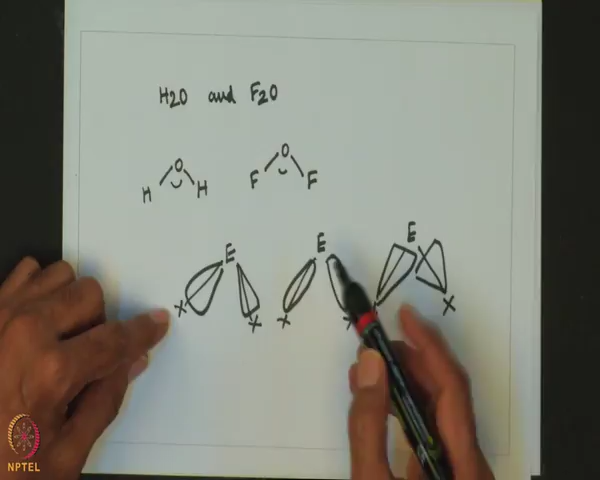 H2O and F2O
O O
H H F F
E E E
X X X X X
NPTEL